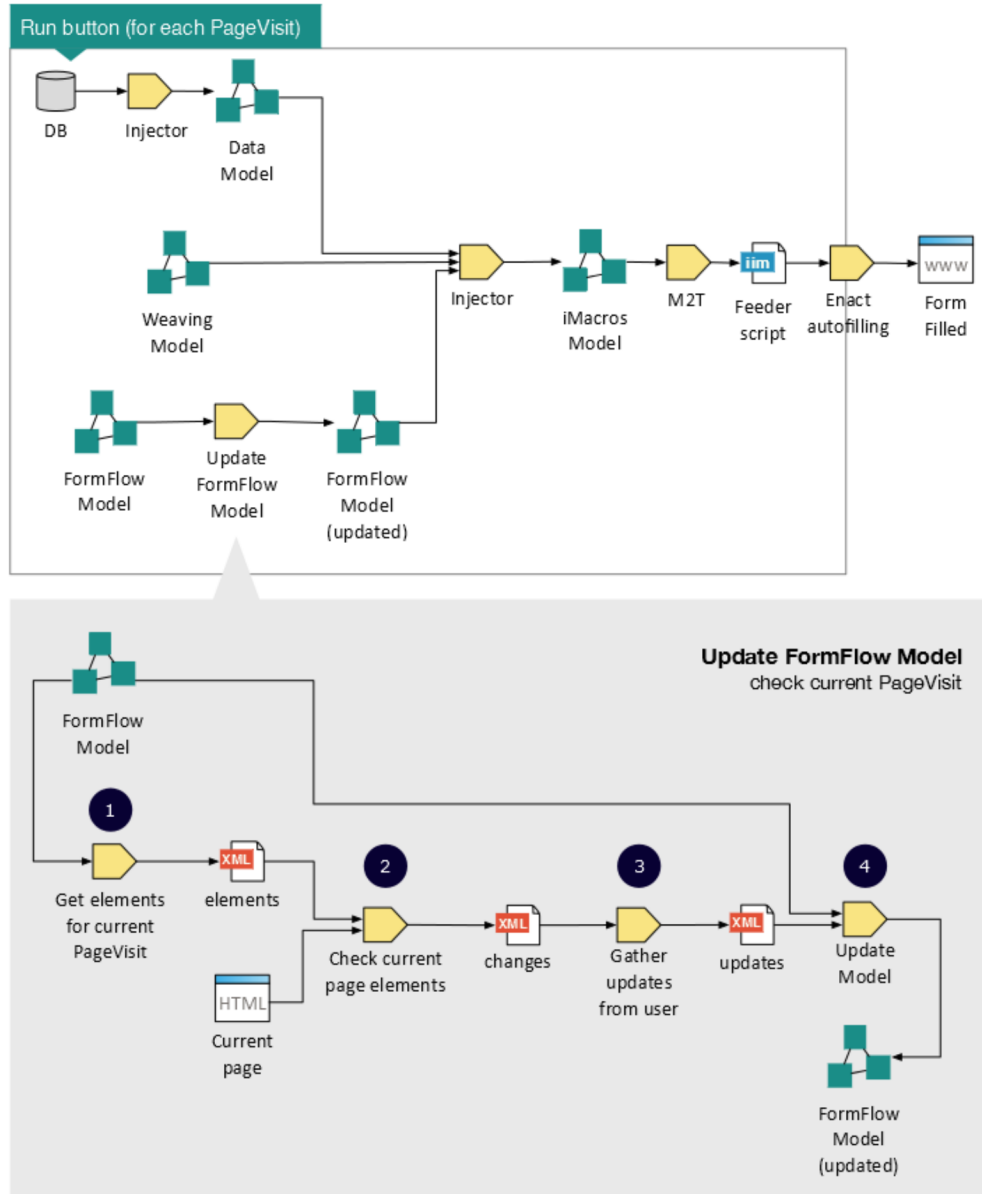 Run button (for each PageVisit)
DB
Injector
Data
Model
Weaving
Model
Injector
iMacros
Model
M2T
iim
Feeder
script
Enact
autofilling
WWW
Form
Filled
FormFlow
Model
Update
FormFlow
Model
FormFlow
Model
(updated)
Update FormFlow Model
check current PageVisit
FormFlow
Model
1
Get elements
for current
PageVisit
XML
elements
HTML
Current
page
2
Check current
page elements
XML
changes
3
Gather
updates
from user
XML
updates
4
Update
Model
FormFlow
Model
(updated)